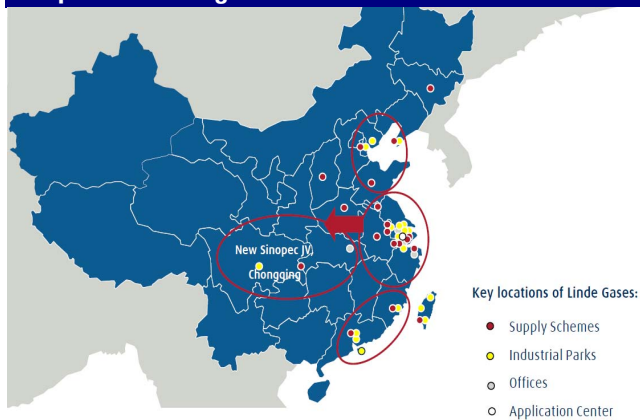 New Sinopec JV,
Chongqing
Key locations of Linde Gases:
Supply Schemes
Industrial Parks
Offices
Application Center